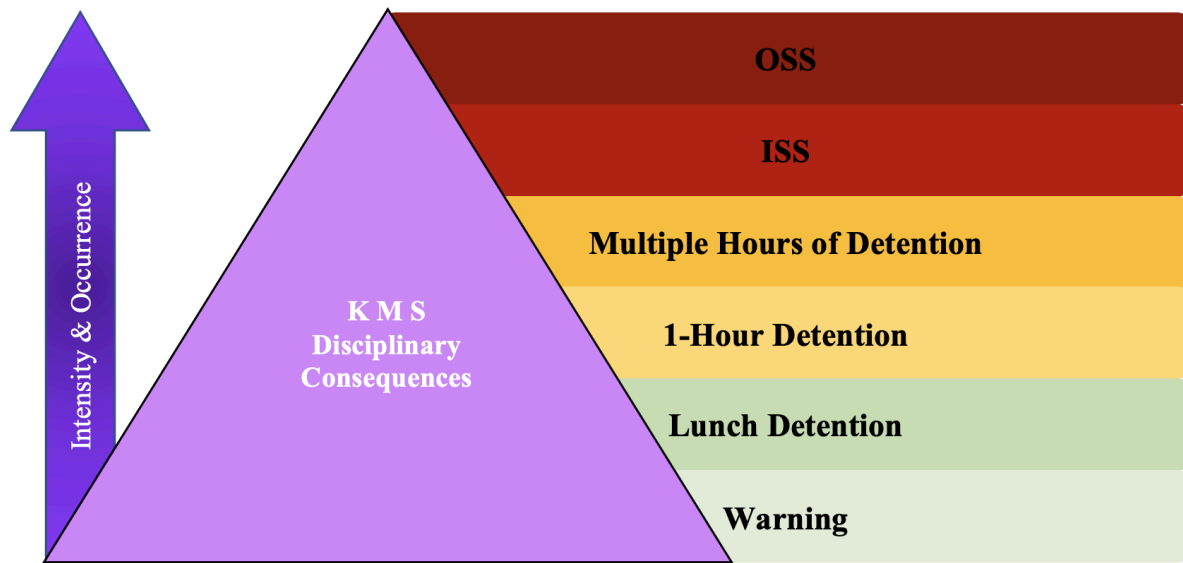 Intensity & Occurrence
K M S
Disciplinary
Consequences
OSS
ISS
Multiple Hours of Detention
1-Hour Detention
Lunch Detention
Warning